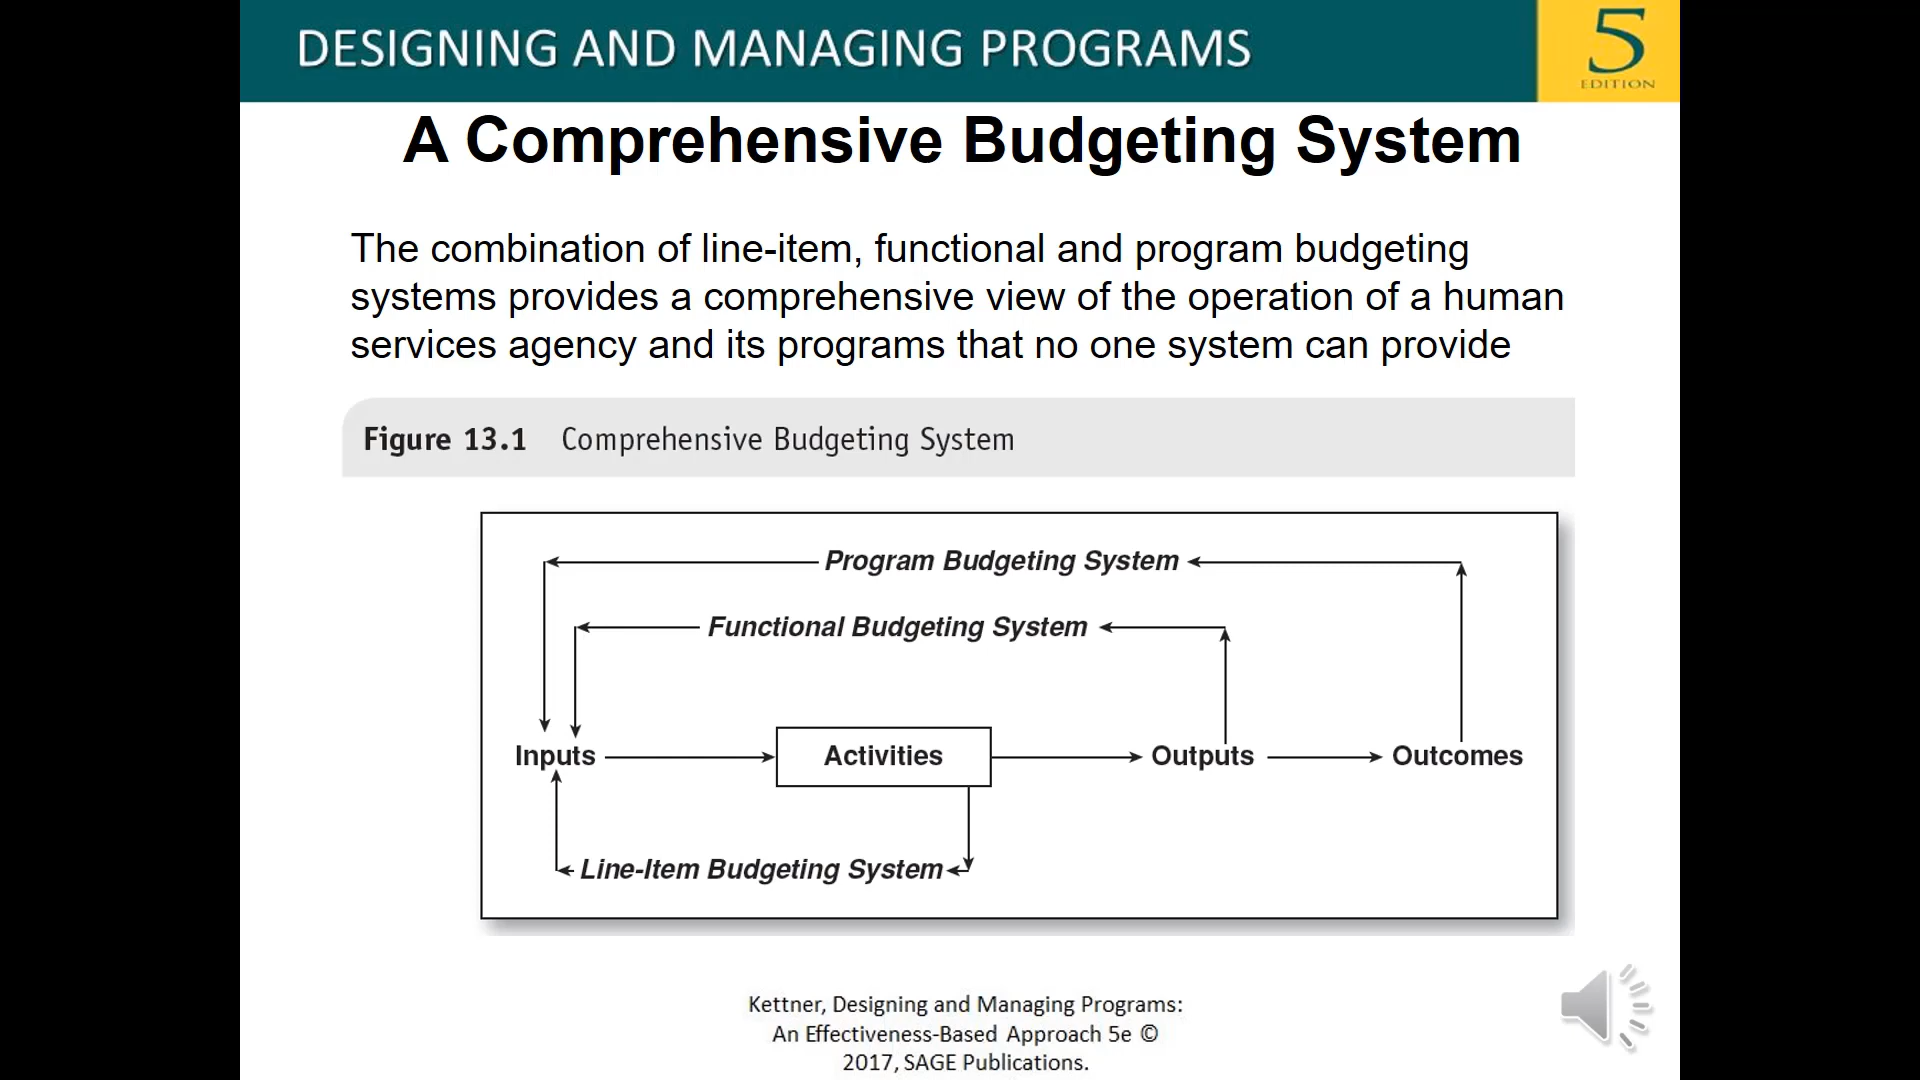 DESIGNING AND MANAGING PROGRAMS
5
EDITION
A Comprehensive Budgeting System
The combination of line-item, functional and program budgeting
systems provides a comprehensive view of the operation of a human
services agency and its programs that no one system can provide
Figure 13.1 Comprehensive Budgeting System
Program Budgeting System
Functional Budgeting System
Inputs
Activities
Outputs
Outcomes
Line-Item Budgeting System
Kettner, Designing and Managing Programs:
An Effectiveness-Based Approach 5e ©
2017, SAGE Publications.